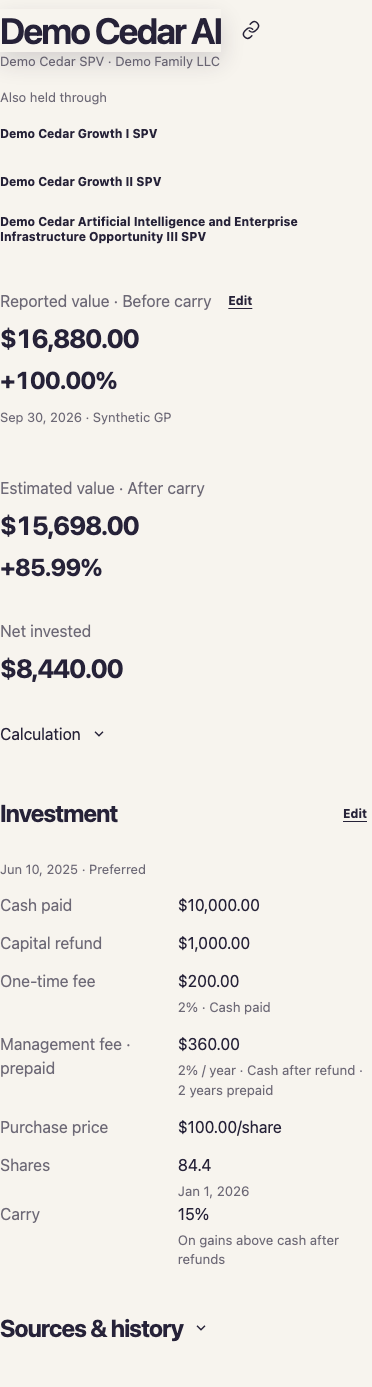 Demo Cedar AI
Demo Cedar SPV · Demo Family LLC
Also held through
Demo Cedar Growth I SPV
Demo Cedar Growth II SPV
Demo Cedar Artificial Intelligence and Enterprise
Infrastructure Opportunity III SPV
Reported value · Before carry Edit
$16,880.00
+100.00%
Sep 30, 2026 · Synthetic GP
Estimated value · After carry
$15,698.00
+85.99%
Net invested
$8,440.00
Calculation
Investment Edit
Jun 10, 2025 · Preferred
Cash paid $10,000.00
Capital refund $1,000.00
One-time fee $200.00
2% · Cash paid
Management fee · $360.00
prepaid 2% / year · Cash after refund ·
2 years prepaid
Purchase price $100.00/share
Shares 84.4
Jan 1, 2026
Carry 15%
On gains above cash after
refunds
Sources & history